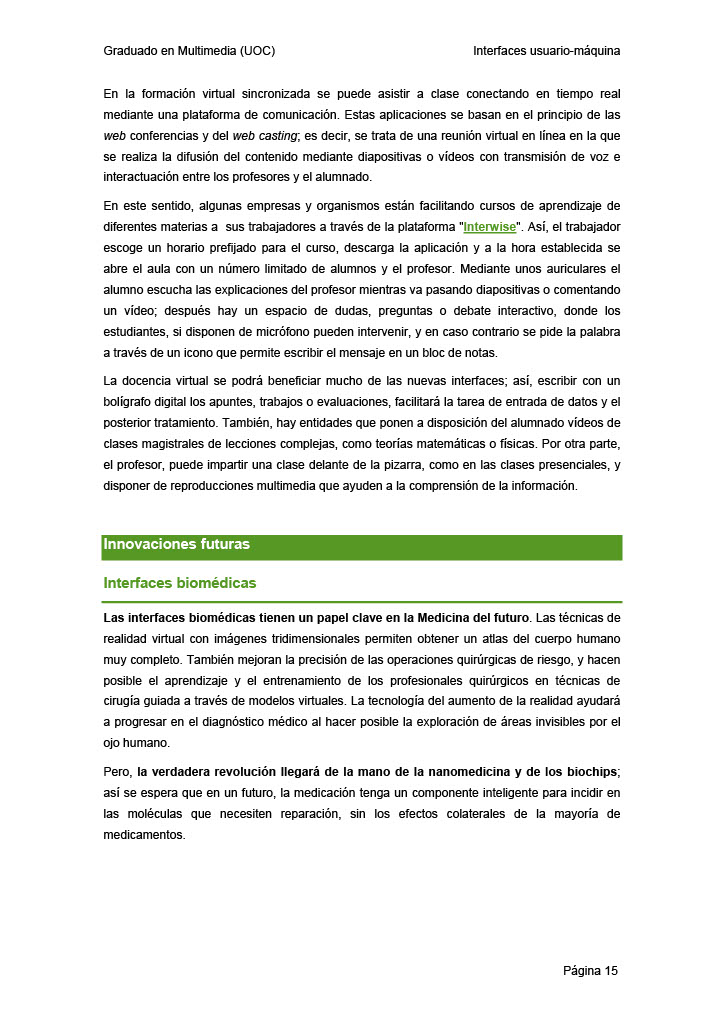 Graduado en Multimedia (UOC) Interfaces usuario-máquina
En la formación virtual sincronizada se puede asistir a clase conectando en tiempo real
mediante una plataforma de comunicación. Estas aplicaciones se basan en el principio de las
web conferencias y del web casting; es decir, se trata de una reunión virtual en línea en la que
se realiza la difusión del contenido mediante diapositivas o vídeos con transmisión de voz e
interactuación entre los profesores y el alumnado.
En este sentido, algunas empresas y organismos están facilitando cursos de aprendizaje de
diferentes materias a sus trabajadores a través de la plataforma "Interwise". Así, el trabajador
escoge un horario prefijado para el curso, descarga la aplicación y a la hora establecida se
abre el aula con un número limitado de alumnos y el profesor. Mediante unos auriculares el
alumno escucha las explicaciones del profesor mientras va pasando diapositivas o comentando
un vídeo; después hay un espacio de dudas, preguntas o debate interactivo, donde los
estudiantes, si disponen de micrófono pueden intervenir, y en caso contrario se pide la palabra
a través de un icono que permite escribir el mensaje en un bloc de notas.
La docencia virtual se podrá beneficiar mucho de las nuevas interfaces; así, escribir con un
bolígrafo digital los apuntes, trabajos o evaluaciones, facilitará la tarea de entrada de datos y el
posterior tratamiento. También, hay entidades que ponen a disposición del alumnado vídeos de
clases magistrales de lecciones complejas, como teorías matemáticas o físicas. Por otra parte,
el profesor, puede impartir una clase delante de la pizarra, como en las clases presenciales, y
disponer de reproducciones multimedia que ayuden a la comprensión de la información.
Innovaciones futuras
Interfaces biomédicas
Las interfaces biomédicas tienen un papel clave en la Medicina del futuro. Las técnicas de
realidad virtual con imágenes tridimensionales permiten obtener un atlas del cuerpo humano
muy completo. También mejoran la precisión de las operaciones quirúrgicas de riesgo, y hacen
posible el aprendizaje y el entrenamiento de los profesionales quirúrgicos en técnicas de
cirugía guiada a través de modelos virtuales. La tecnología del aumento de la realidad ayudará
a progresar en el diagnóstico médico al hacer posible la exploración de áreas invisibles por el
ojo humano.
Pero, la verdadera revolución llegará de la mano de la nanomedicina y de los biochips;
así se espera que en un futuro, la medicación tenga un componente inteligente para incidir en
las moléculas que necesiten reparación, sin los efectos colaterales de la mayoría de
medicamentos.
Página 15